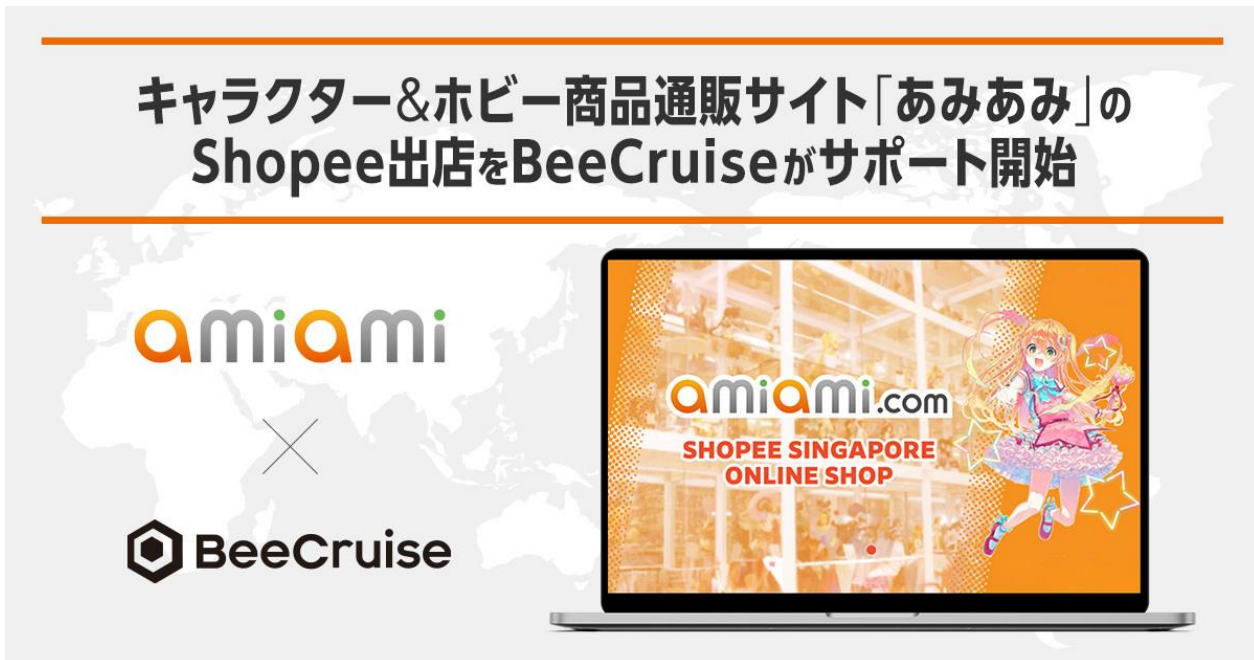 キャラクター&ホビー商品通販サイト「あみあみ」の
Shopee出店をBeeCruiseがサポート開始
amiami
×
BeeCruise
amiami.com
SHOPEE SINGAPORE
ONLINE SHOP